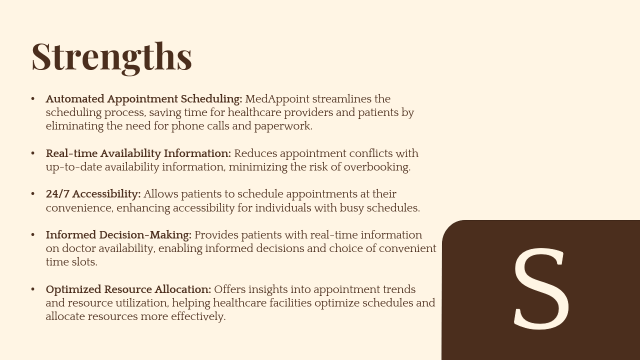 Strengths
• Automated Appointment Scheduling: MedAppoint streamlines the
scheduling process, saving time for healthcare providers and patients by
eliminating the need for phone calls and paperwork.
• Real-time Availability Information: Reduces appointment conflicts with
up-to-date availability information, minimizing the risk of overbooking.
• 24/7 Accessibility: Allows patients to schedule appointments at their
convenience, enhancing accessibility for individuals with busy schedules.
• Informed Decision-Making: Provides patients with real-time information
on doctor availability, enabling informed decisions and choice of convenient
time slots.
• Optimized Resource Allocation: Offers insights into appointment trends
and resource utilization, helping healthcare facilities optimize schedules and
allocate resources more effectively.
S